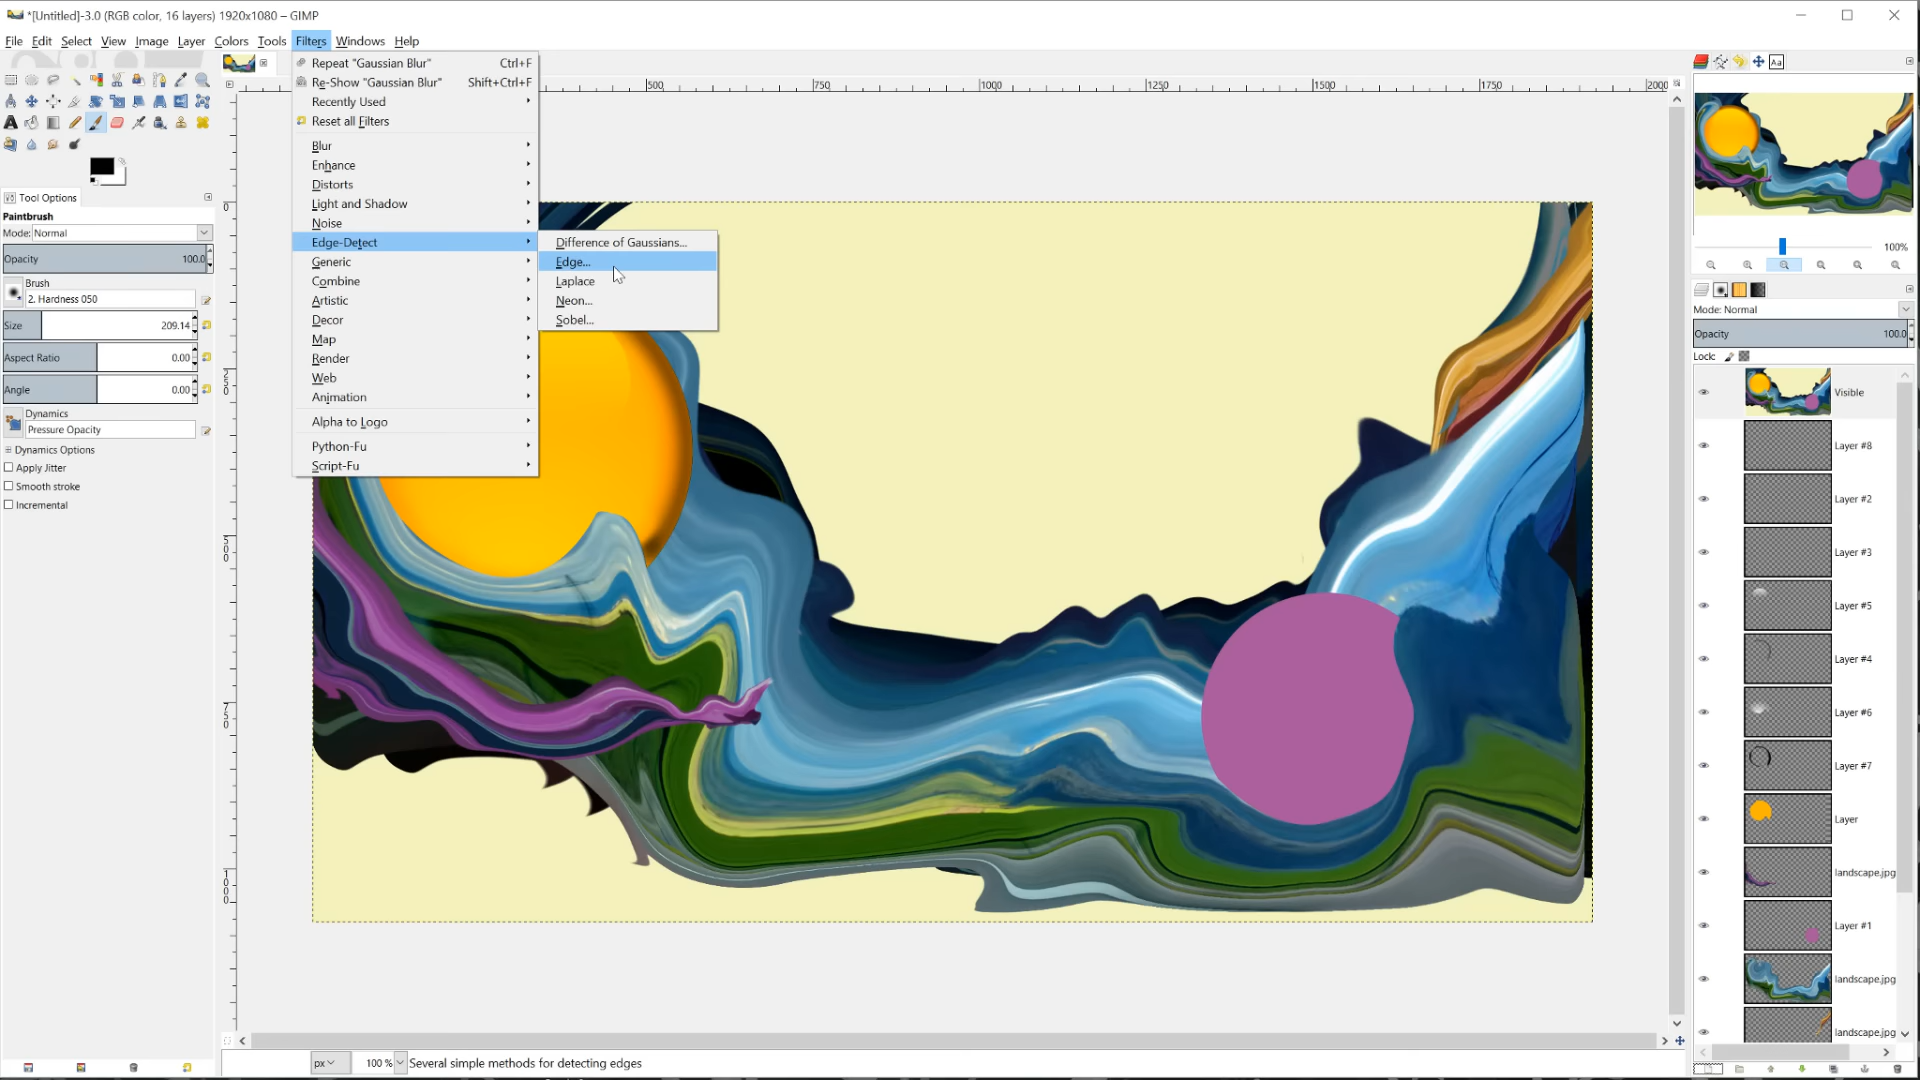 *[Untitled]-3.0 (RGB color, 16 layers) 1920x1080 – GIMP
File Edit Select View Image Layer Colors Tools Filters Windows Help
Repeat "Gaussian Blur" Ctrl+F
Re-Show "Gaussian Blur" Shift+Ctrl+F
Recently Used
Reset all Filters
Blur
Enhance
Distorts
Light and Shadow
Noise
Edge-Detect
Generic
Combine
Artistic
Decor
Map
Render
Web
Animation
Alpha to Logo
Python-Fu
Script-Fu
Difference of Gaussians...
Edge...
Laplace
Neon...
Sobel...
500 750 1000 1250 1500 1750 2000
0
250
500
750
1000
Tool Options
Paintbrush
Mode: Normal
Opacity 100.0
Brush
2. Hardness 050
Size 209.14
Aspect Ratio 0.00
Angle 0.00
Dynamics
Pressure Opacity
Dynamics Options
Apply Jitter
Smooth stroke
Incremental
px 100 % Several simple methods for detecting edges
Aa
100%
Mode: Normal
Opacity 100.0
Lock:
Visible
Layer #8
Layer #2
Layer #3
Layer #5
Layer #4
Layer #6
Layer #7
Layer
landscape.jpg
Layer #1
landscape.jpg
landscape.jpg